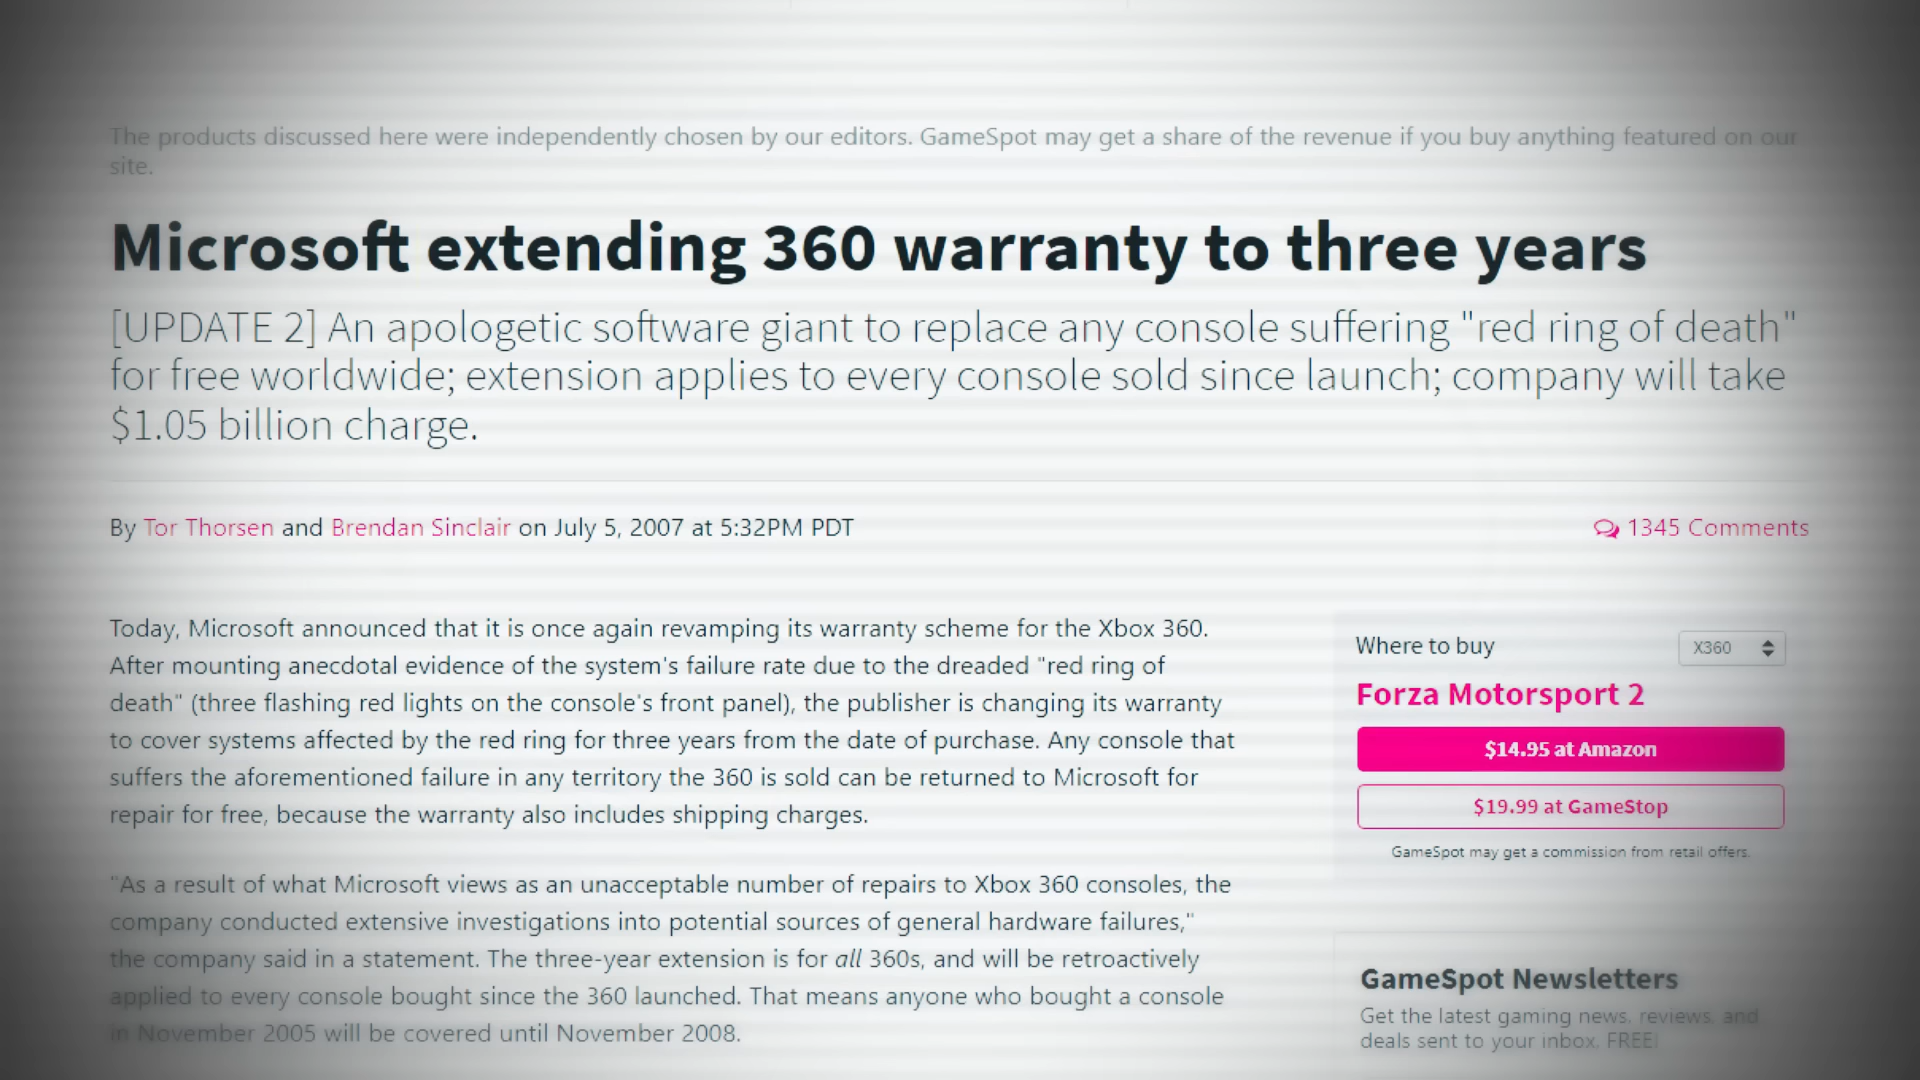 The products discussed here were independently chosen by our editors. GameSpot may get a share of the revenue if you buy anything featured on our
site.
Microsoft extending 360 warranty to three years
[UPDATE 2] An apologetic software giant to replace any console suffering "red ring of death"
for free worldwide; extension applies to every console sold since launch; company will take
$1.05 billion charge.
By Tor Thorsen and Brendan Sinclair on July 5, 2007 at 5:32PM PDT
1345 Comments
Today, Microsoft announced that it is once again revamping its warranty scheme for the Xbox 360.
After mounting anecdotal evidence of the system's failure rate due to the dreaded "red ring of
death" (three flashing red lights on the console's front panel), the publisher is changing its warranty
to cover systems affected by the red ring for three years from the date of purchase. Any console that
suffers the aforementioned failure in any territory the 360 is sold can be returned to Microsoft for
repair for free, because the warranty also includes shipping charges.
"As a result of what Microsoft views as an unacceptable number of repairs to Xbox 360 consoles, the
company conducted extensive investigations into potential sources of general hardware failures,"
the company said in a statement. The three-year extension is for all 360s, and will be retroactively
applied to every console bought since the 360 launched. That means anyone who bought a console
in November 2005 will be covered until November 2008.
Where to buy
X360
Forza Motorsport 2
$14.95 at Amazon
$19.99 at GameStop
GameSpot may get a commission from retail offers.
GameSpot Newsletters
Get the latest gaming news, reviews, and
deals sent to your inbox. FREE!